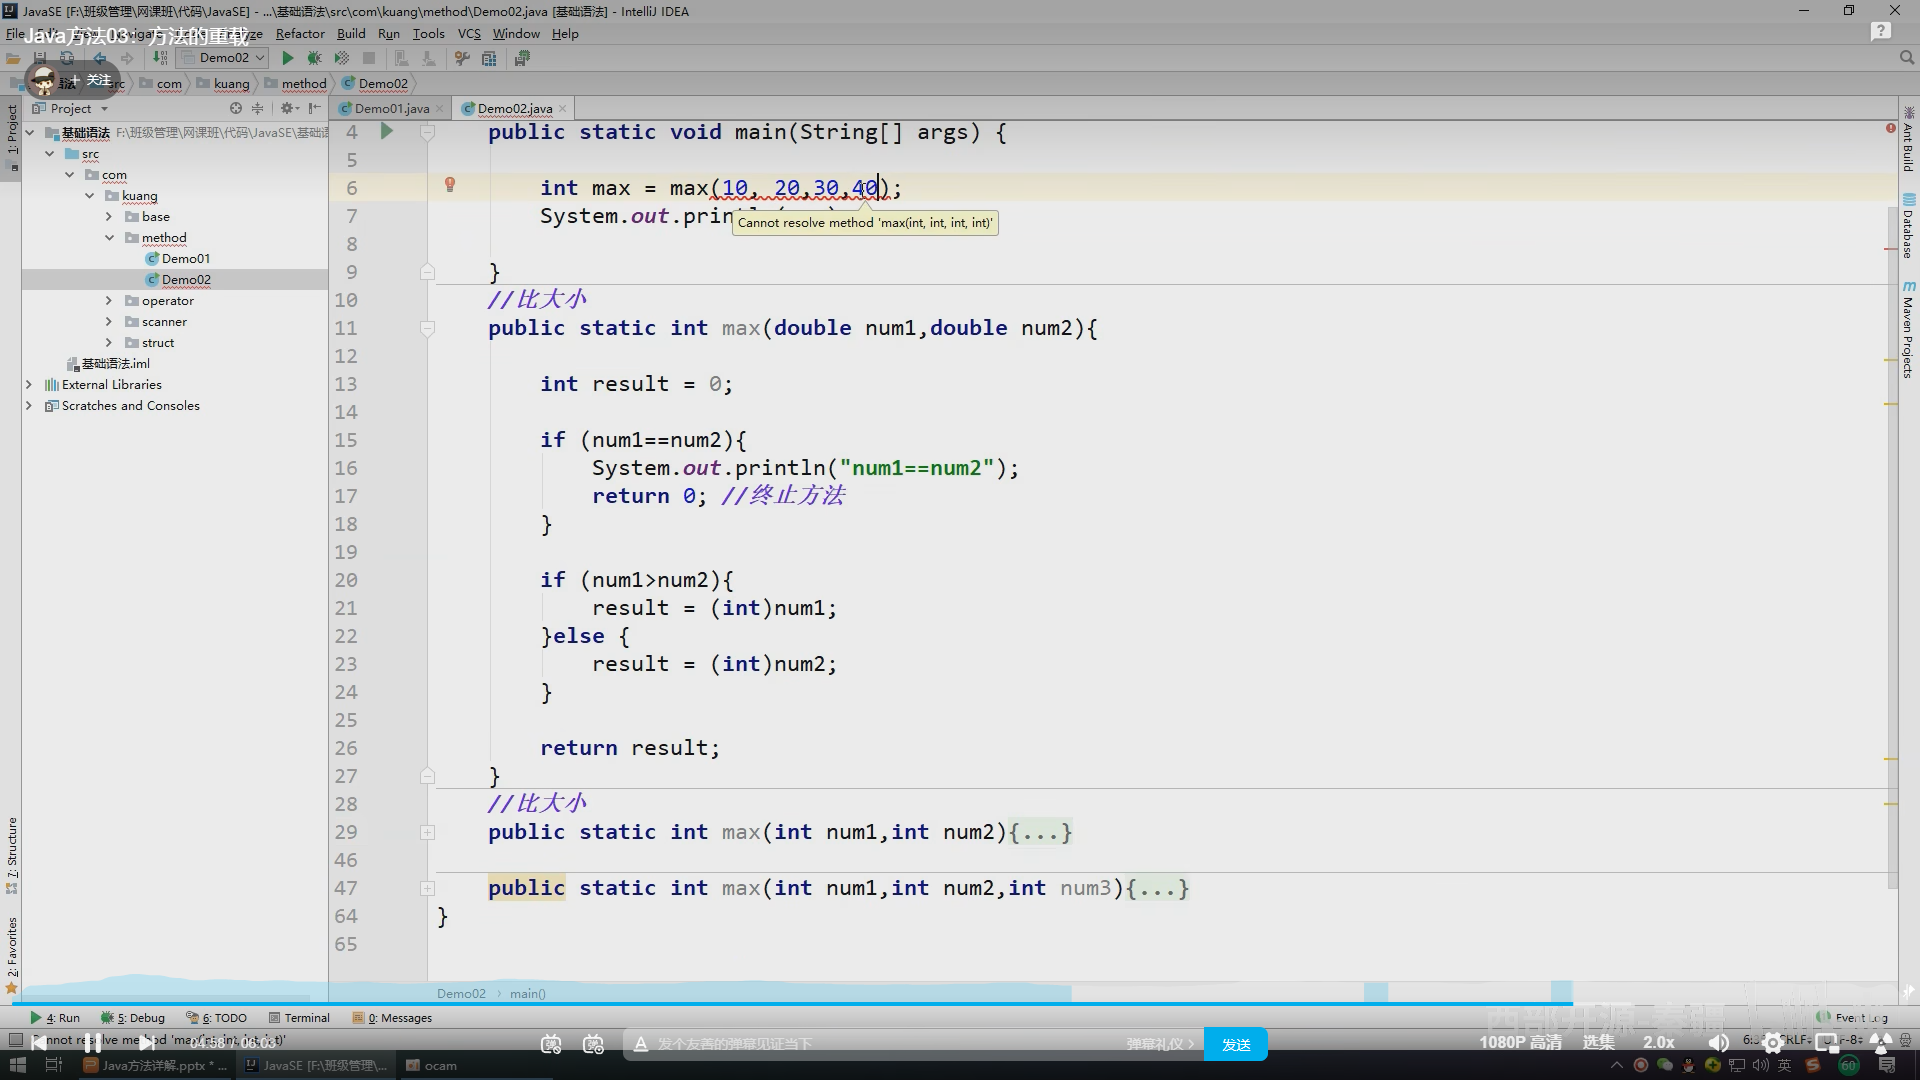 JavaSE [F:\班级管理\网课班\代码\JavaSE] - ...\基础语法\src\com\kuang\method\Demo02.java [基础语法] - IntelliJ IDEA
Java方法03：方法的重载
File Refactor Build Run Tools VCS Window Help
Demo02
+ 关注
src com kuang method Demo02
Project
Demo01.java
Demo02.java
1: Project
基础语法 F:\班级管理\网课班\代码\JavaSE\基础语
src
com
kuang
base
method
Demo01
Demo02
operator
scanner
struct
基础语法.iml
External Libraries
Scratches and Consoles
4 public static void main(String[] args) {
5
6 int max = max(10, 20,30,40);
7 System.out.prin
Cannot resolve method 'max(int, int, int, int)'
8
9 }
10 //比大小
11 public static int max(double num1,double num2){
12
13 int result = 0;
14
15 if (num1==num2){
16 System.out.println("num1==num2");
17 return 0; //终止方法
18 }
19
20 if (num1>num2){
21 result = (int)num1;
22 }else {
23 result = (int)num2;
24 }
25
26 return result;
27 }
28 //比大小
29 public static int max(int num1,int num2){...}
46
47 public static int max(int num1,int num2,int num3){...}
64 }
65
Ant Build
Database
Maven Projects
7: Structure
2: Favorites
Demo02 › main()
4: Run 5: Debug 6: TODO Terminal 0: Messages
Event Log
04:58 / 06:03
A 发个友善的弹幕见证当下
弹幕礼仪 ›
发送
1080P 高清 选集 2.0x
Java方法详解.pptx * ...
JavaSE [F:\班级管理\...
ocam
英
60